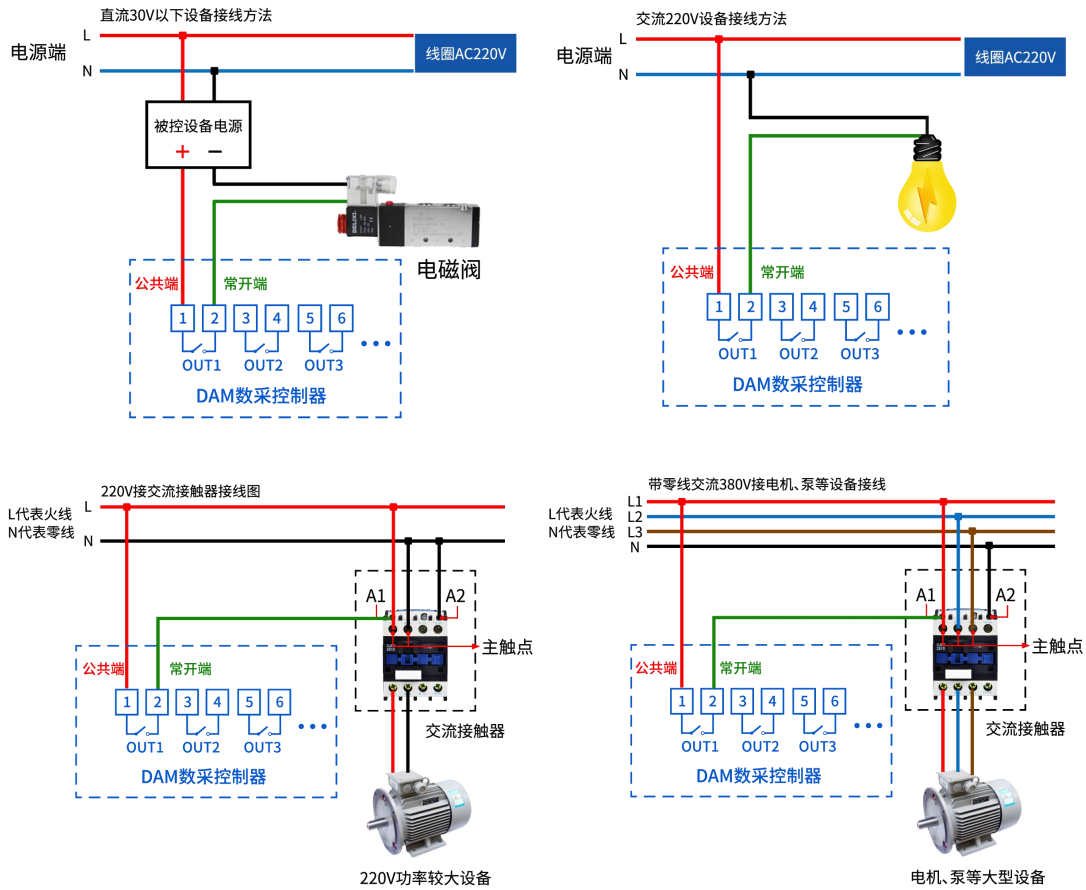 直流30V以下设备接线方法
电源端
L
N
线圈AC220V
被控设备电源
+ −
电磁阀
公共端
常开端
1 2 3 4 5 6
OUT1 OUT2 OUT3
DAM数采控制器
交流220V设备接线方法
电源端
L
N
线圈AC220V
公共端
常开端
1 2 3 4 5 6
OUT1 OUT2 OUT3
DAM数采控制器
220V接交流接触器接线图
L代表火线
N代表零线
L
N
A1 A2
主触点
公共端
常开端
交流接触器
1 2 3 4 5 6
OUT1 OUT2 OUT3
DAM数采控制器
220V功率较大设备
带零线交流380V接电机、泵等设备接线
L代表火线
N代表零线
L1
L2
L3
N
A1 A2
主触点
公共端
常开端
交流接触器
1 2 3 4 5 6
OUT1 OUT2 OUT3
DAM数采控制器
电机、泵等大型设备